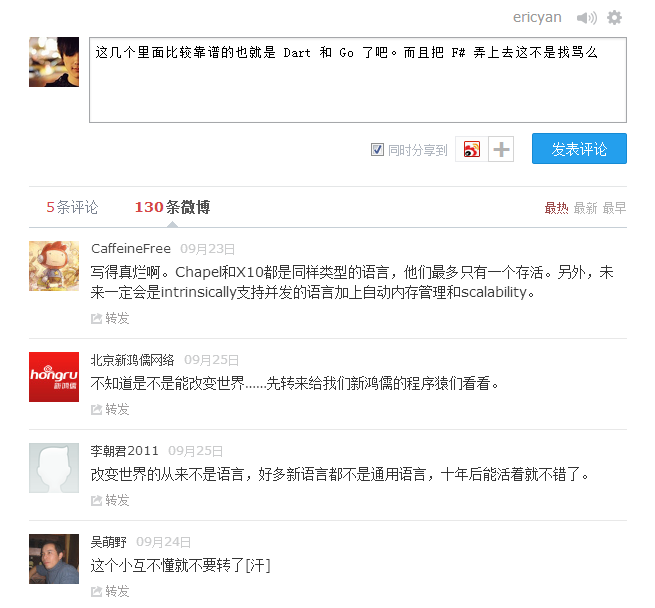 ericyan
这几个里面比较靠谱的也就是 Dart 和 Go 了吧。而且把 F# 弄上去这不是找骂么
同时分享到
发表评论
5条评论 130条微博 最热 最新 最早
CaffeineFree 09月23日
写得真烂啊。Chapel和X10都是同样类型的语言，他们最多只有一个存活。另外，未
来一定会是intrinsically支持并发的语言加上自动内存管理和scalability。
转发
hongru
新鸿儒
北京新鸿儒网络 09月25日
不知道是不是能改变世界......先转来给我们新鸿儒的程序猿们看看。
转发
李朝君2011 09月25日
改变世界的从来不是语言，好多新语言都不是通用语言，十年后能活着就不错了。
转发
吴萌野 09月24日
这个小互不懂就不要转了[汗]
转发